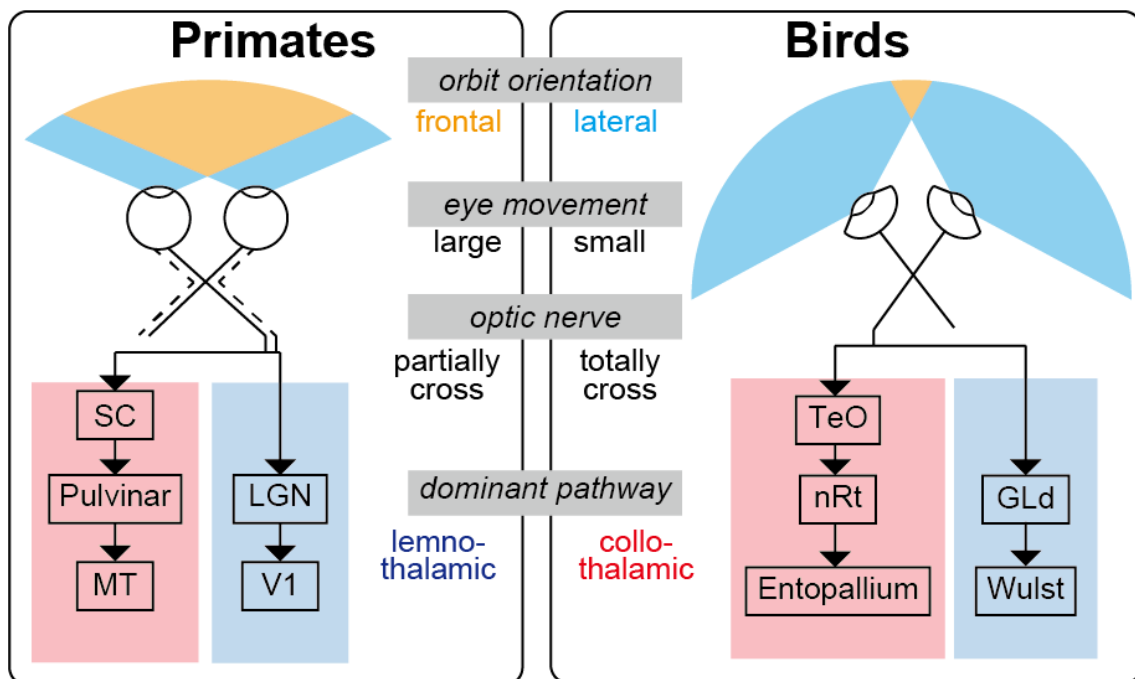 Primates
Birds
orbit orientation
frontal
lateral
eye movement
large
small
optic nerve
partially
cross
totally
cross
SC
Pulvinar
MT
LGN
V1
dominant pathway
lemno-
thalamic
collo-
thalamic
TeO
nRt
Entopallium
GLd
Wulst